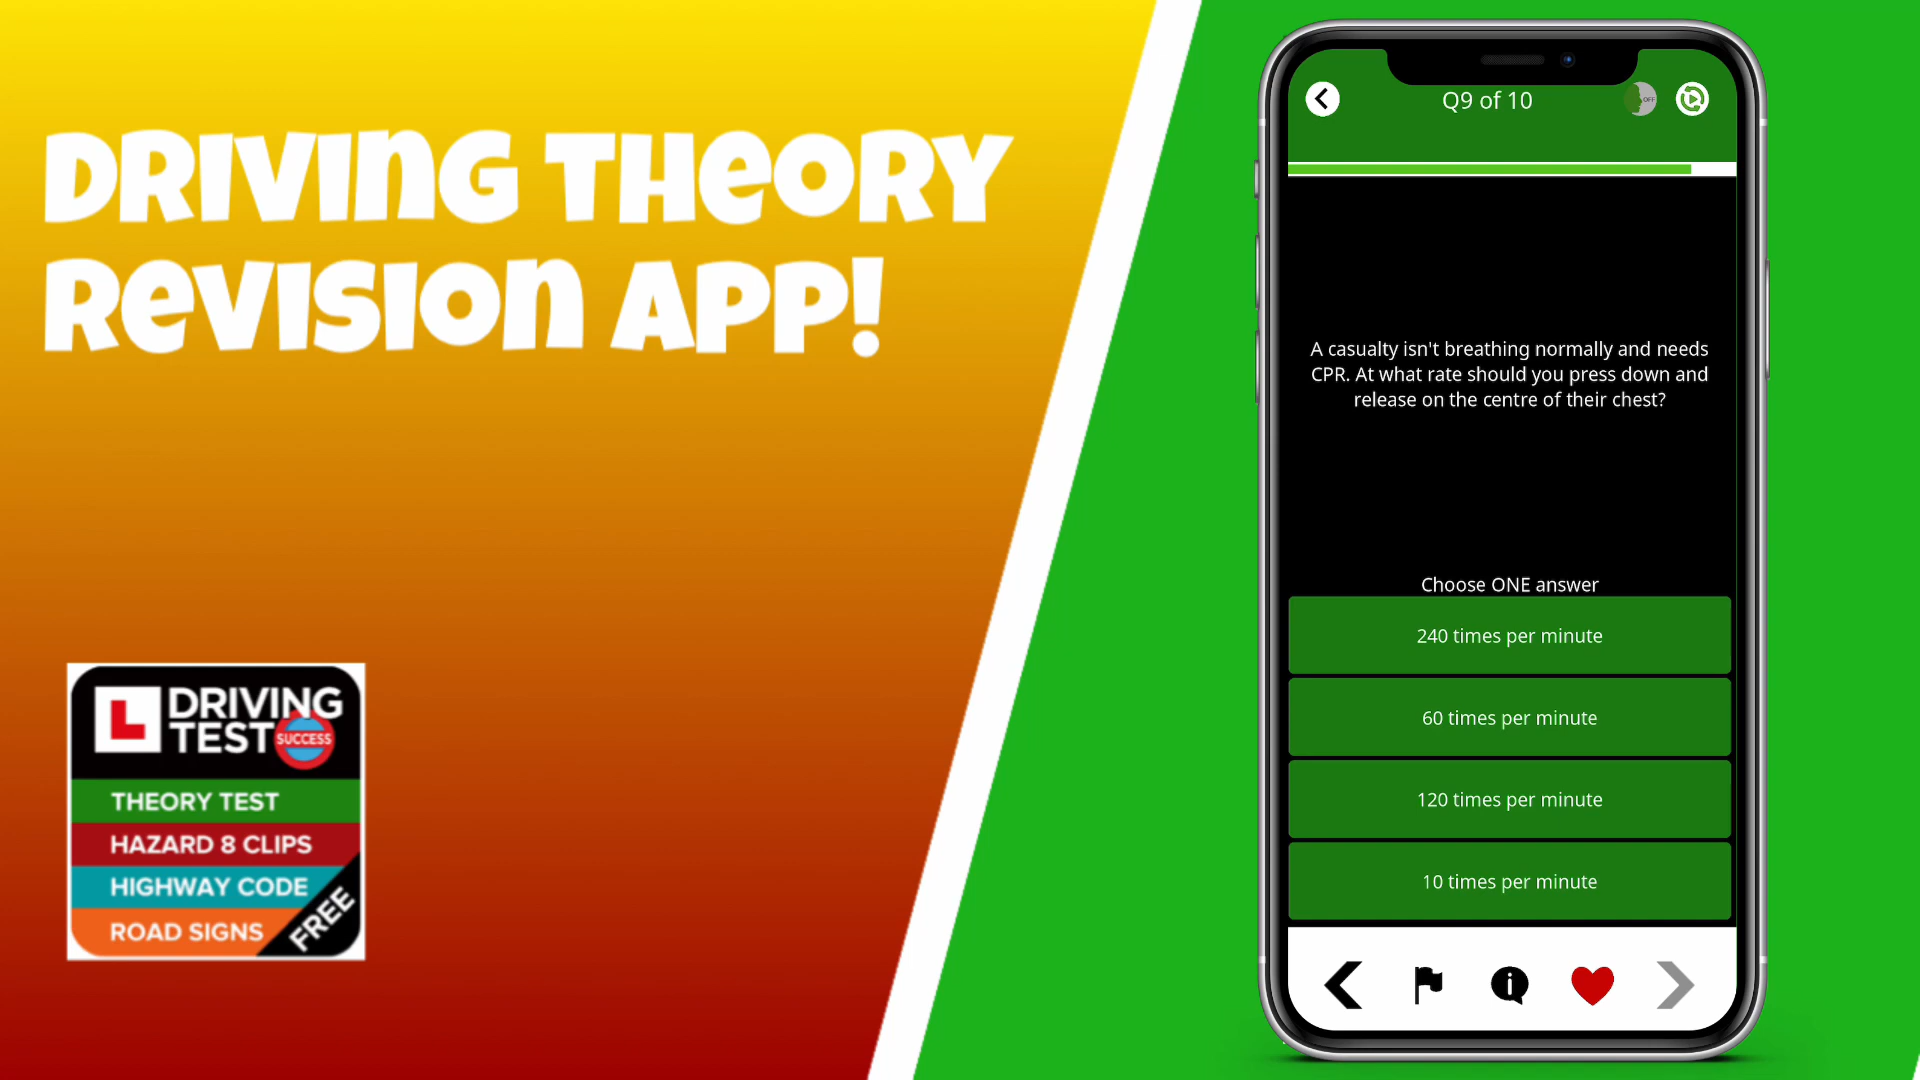 DRIVING THEORY
REVISION APP!
L DRIVING
TEST SUCCESS
THEORY TEST
HAZARD 8 CLIPS
HIGHWAY CODE
ROAD SIGNS
FREE
Q9 of 10
OFF
A casualty isn't breathing normally and needs
CPR. At what rate should you press down and
release on the centre of their chest?
Choose ONE answer
240 times per minute
60 times per minute
120 times per minute
10 times per minute